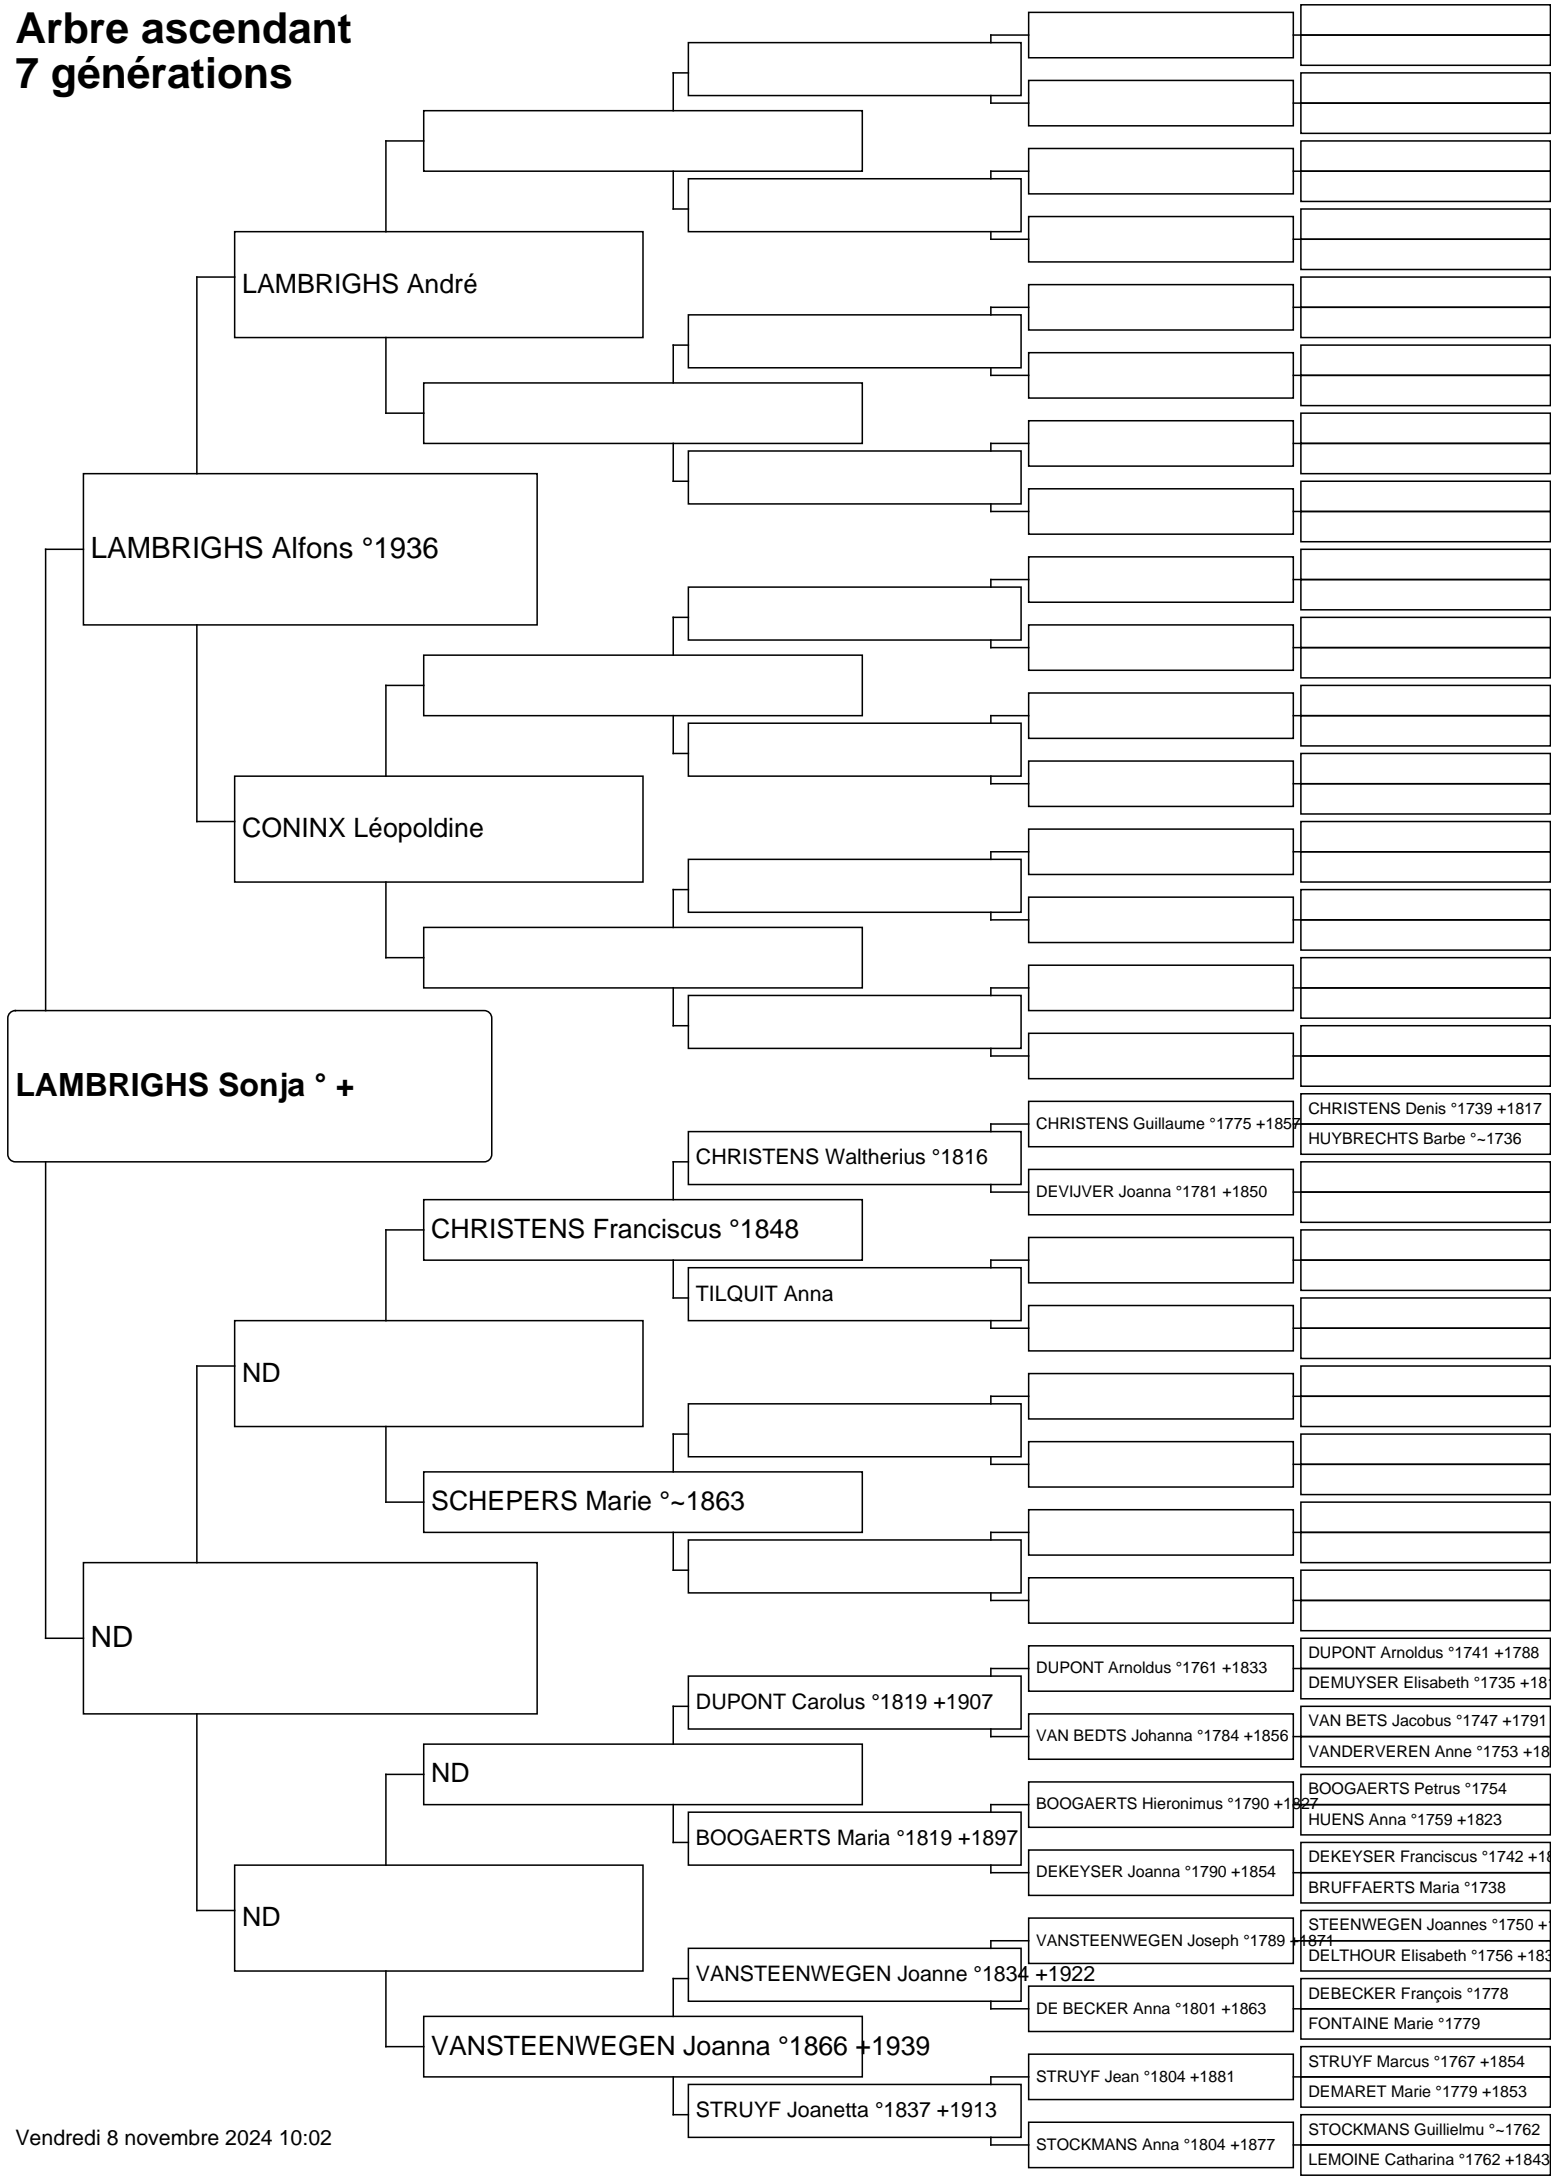 Arbre ascendant
7 générations
LAMBRIGHS André
LAMBRIGHS Alfons °1936
CONINX Léopoldine
LAMBRIGHS Sonja ° +
CHRISTENS Denis °1739 +1817
CHRISTENS Guillaume °1775 +1857
HUYBRECHTS Barbe °~1736
CHRISTENS Waltherius °1816
DEVIJVER Joanna °1781 +1850
CHRISTENS Franciscus °1848
TILQUIT Anna
ND
SCHEPERS Marie °~1863
ND
DUPONT Arnoldus °1741 +1788
DUPONT Arnoldus °1761 +1833
DEMUYSER Elisabeth °1735 +18
DUPONT Carolus °1819 +1907
VAN BETS Jacobus °1747 +1791
VAN BEDTS Johanna °1784 +1856
VANDERVEREN Anne °1753 +18
ND
BOOGAERTS Petrus °1754
BOOGAERTS Hieronimus °1790 +1827
HUENS Anna °1759 +1823
BOOGAERTS Maria °1819 +1897
DEKEYSER Franciscus °1742 +18
DEKEYSER Joanna °1790 +1854
BRUFFAERTS Maria °1738
ND
STEENWEGEN Joannes °1750 +
VANSTEENWEGEN Joseph °1789 +1871
DELTHOUR Elisabeth °1756 +183
VANSTEENWEGEN Joanne °1834 +1922
DEBECKER François °1778
DE BECKER Anna °1801 +1863
FONTAINE Marie °1779
VANSTEENWEGEN Joanna °1866 +1939
STRUYF Marcus °1767 +1854
STRUYF Jean °1804 +1881
DEMARET Marie °1779 +1853
STRUYF Joanetta °1837 +1913
STOCKMANS Guillielmu °~1762
STOCKMANS Anna °1804 +1877
LEMOINE Catharina °1762 +1843
Vendredi 8 novembre 2024 10:02